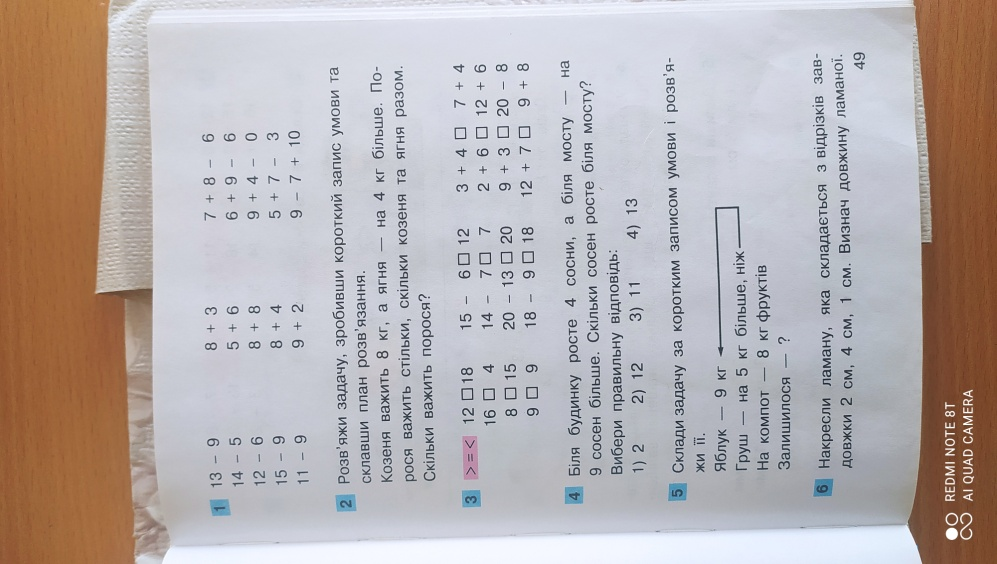 1 13 − 9 8 + 3 7 + 8 − 6
14 − 5 5 + 6 6 + 9 − 6
12 − 6 8 + 8 9 + 4 − 0
15 − 9 8 + 4 5 + 7 − 3
11 − 9 9 + 2 9 − 7 + 10
2 Розв'яжи задачу, зробивши короткий запис умови та
склавши план розв'язання.
Козеня важить 8 кг, а ягня — на 4 кг більше. По-
рося важить стільки, скільки козеня та ягня разом.
Скільки важить порося?
3 > = < 12 □ 18 15 − 6 □ 12 3 + 4 □ 7 + 4
16 □ 4 14 − 7 □ 7 2 + 6 □ 12 + 6
8 □ 15 20 − 13 □ 20 9 + 3 □ 20 − 8
9 □ 9 18 − 9 □ 18 12 + 7 □ 9 + 8
4 Біля будинку росте 4 сосни, а біля мосту — на
9 сосен більше. Скільки сосен росте біля мосту?
Вибери правильну відповідь:
1) 2 2) 12 3) 11 4) 13
5 Склади задачу за коротким записом умови і розв'я-
жи її.
Яблук — 9 кг
Груш — на 5 кг більше, ніж
На компот — 8 кг фруктів
Залишилося — ?
6 Накресли ламану, яка складається з відрізків зав-
довжки 2 см, 4 см, 1 см. Визнач довжину ламаної.
49
REDMI NOTE 8T
AI QUAD CAMERA